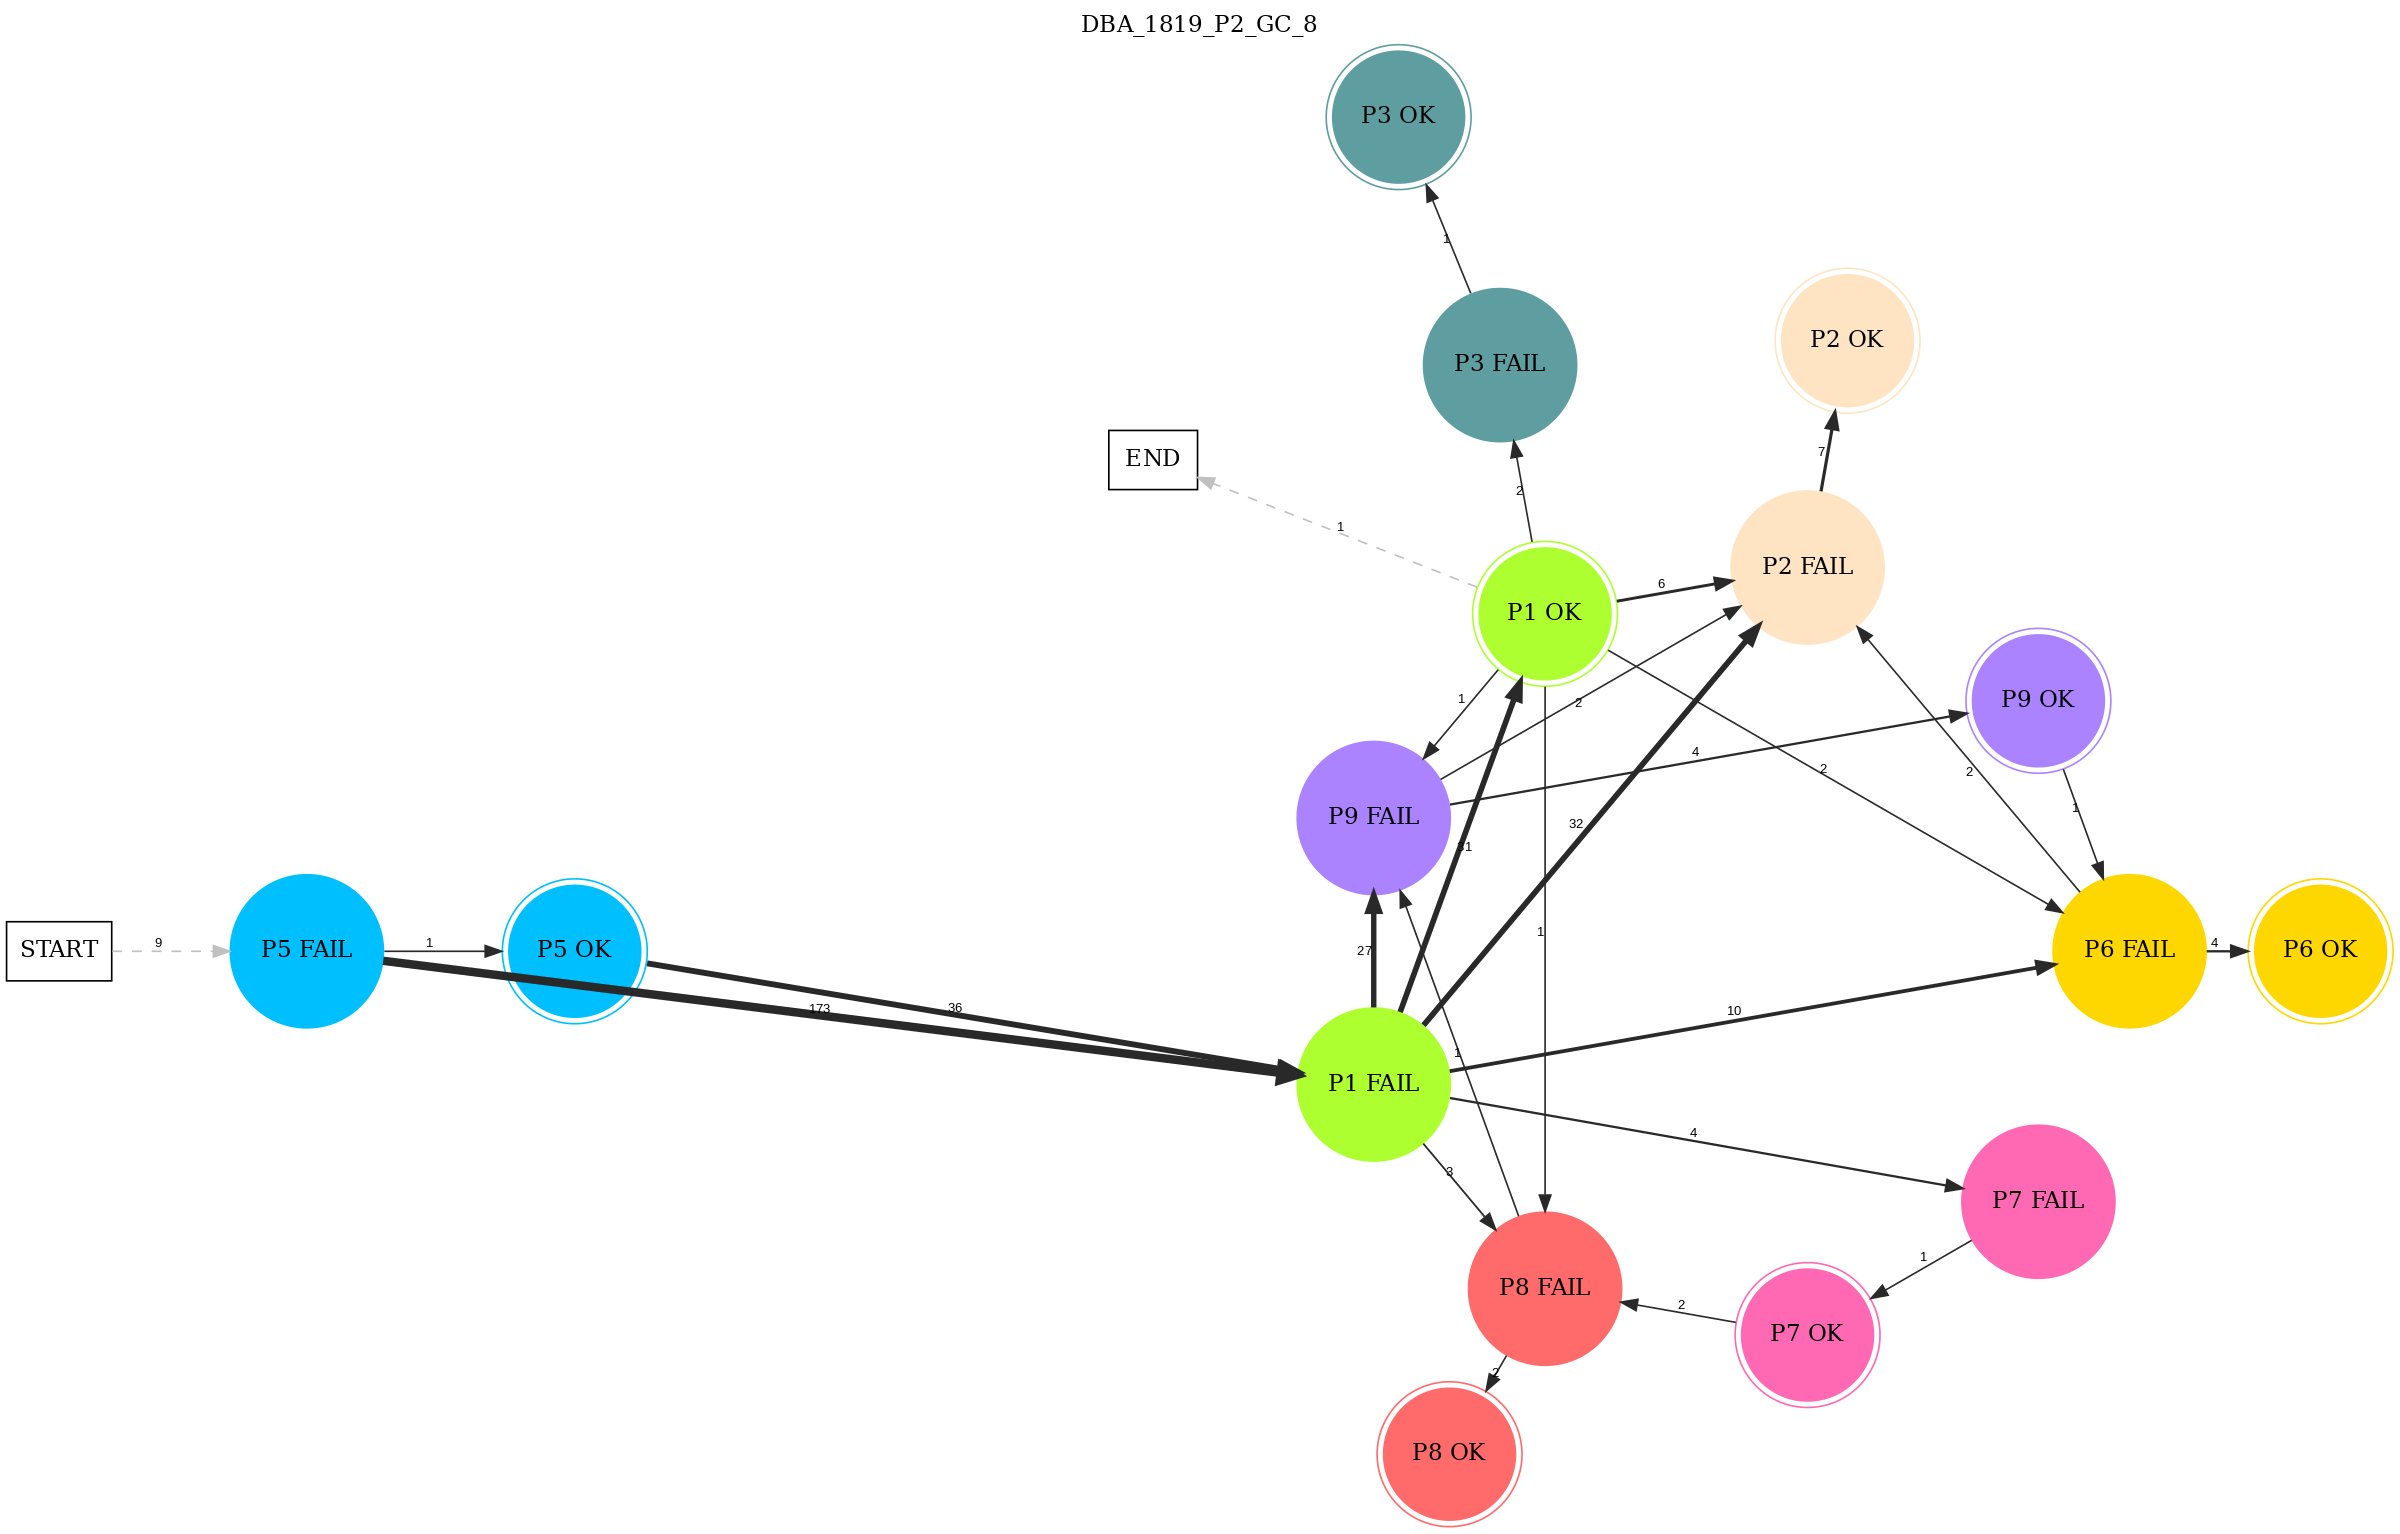 DBA_1819_P2_GC_8
P3 OK
1
P2 OK
P3 FAIL
7
END
2
1
P2 FAIL
6
P1 OK
1
2
P9 OK
4
2
2
1
P9 FAIL
32
31
9
1
1
27
START
P5 FAIL
P5 OK
P6 FAIL
4
P6 OK
173
36
10
1
P1 FAIL
4
3
P7 FAIL
1
P8 FAIL
2
P7 OK
2
P8 OK